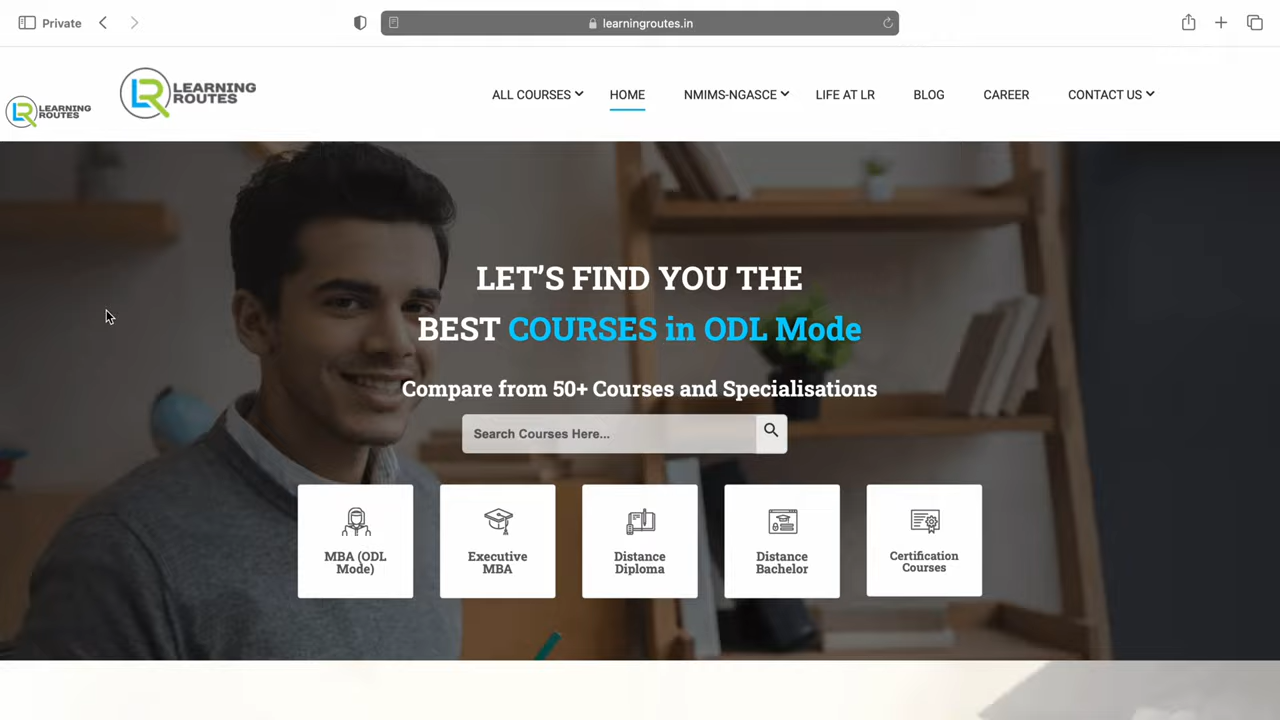 Private
learningroutes.in
LEARNING
ROUTES
LEARNING
ROUTES
ALL COURSES
HOME
NMIMS-NGASCE
LIFE AT LR
BLOG
CAREER
CONTACT US
LET'S FIND YOU THE
BEST COURSES in ODL Mode
Compare from 50+ Courses and Specialisations
Search Courses Here...
MBA (ODL
Mode)
Executive
MBA
Distance
Diploma
Distance
Bachelor
Certification
Courses